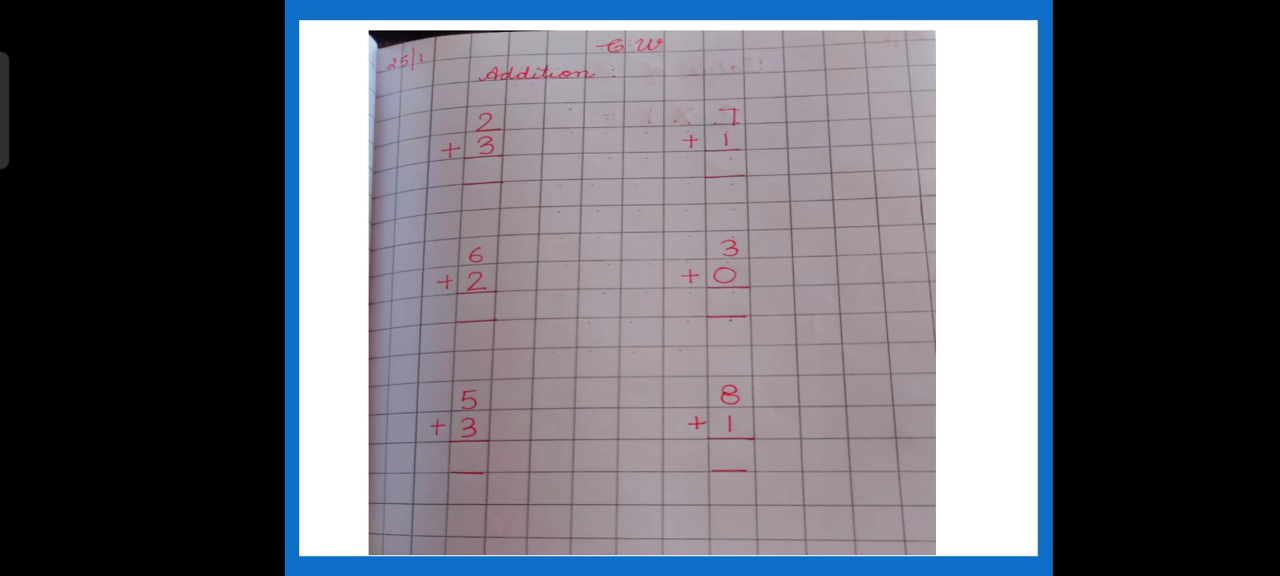 C.W
25/1
Addition :
2 7
+ 3 + 1
6 3
+ 2 + 0
5 8
+ 3 + 1